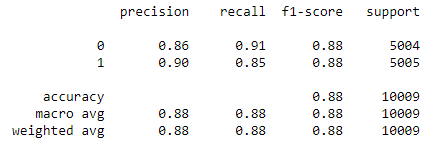 precision recall f1-score support
0 0.86 0.91 0.88 5004
1 0.90 0.85 0.88 5005
accuracy 0.88 10009
macro avg 0.88 0.88 0.88 10009
weighted avg 0.88 0.88 0.88 10009